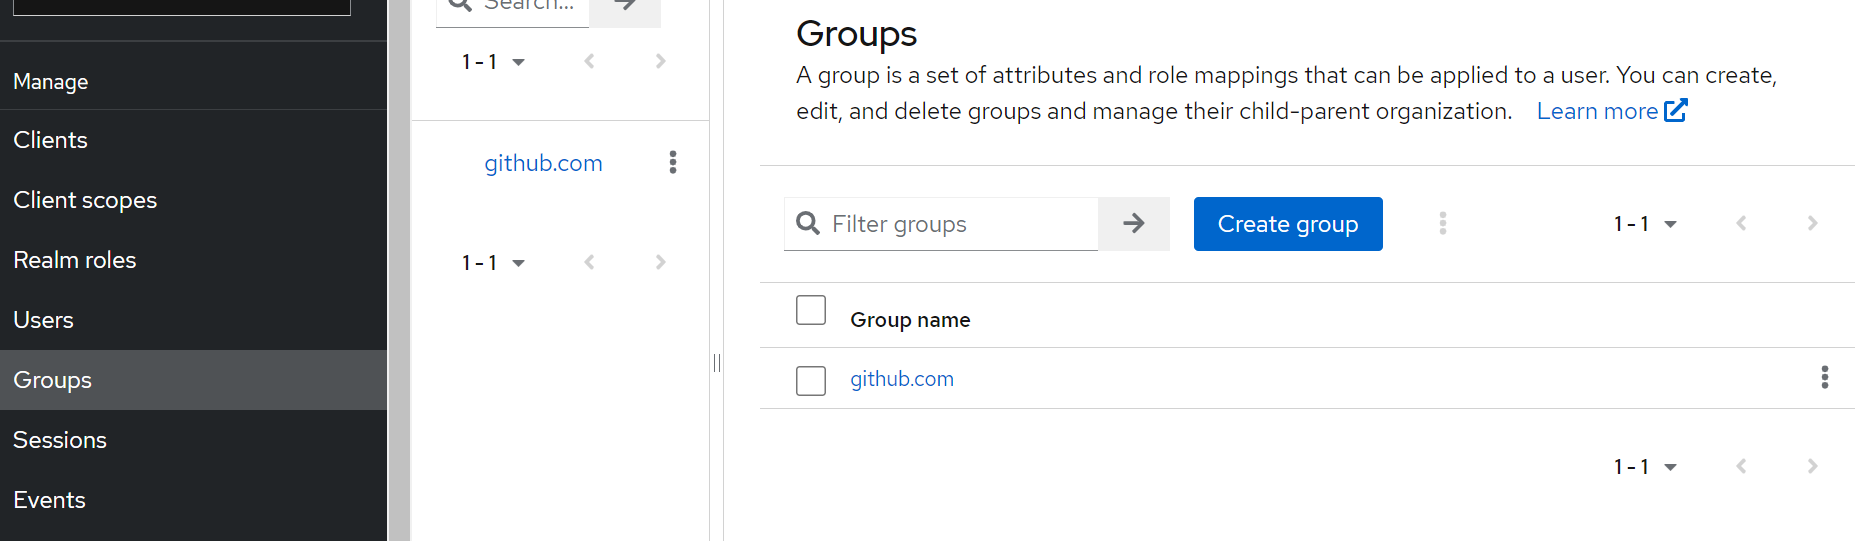 Manage
Clients
Client scopes
Realm roles
Users
Groups
Sessions
Events
Search...
1 - 1
github.com
1 - 1
Groups
A group is a set of attributes and role mappings that can be applied to a user. You can create,
edit, and delete groups and manage their child-parent organization. Learn more
Filter groups
Create group
1 - 1
Group name
github.com
1 - 1